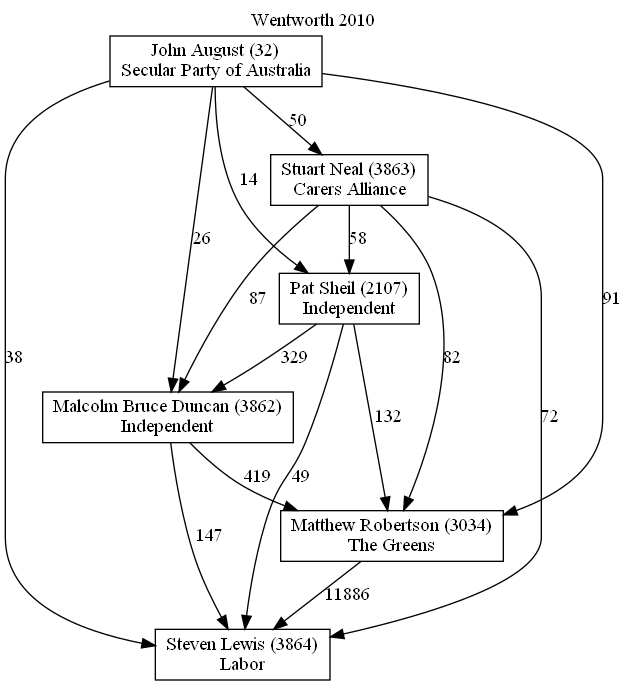 Wentworth 2010
John August (32)
Secular Party of Australia
50
Stuart Neal (3863)
Carers Alliance
14
26
58
87
Pat Sheil (2107)
Independent
91
38
329
82
Malcolm Bruce Duncan (3862)
Independent
132
72
419
49
Matthew Robertson (3034)
The Greens
147
11886
Steven Lewis (3864)
Labor